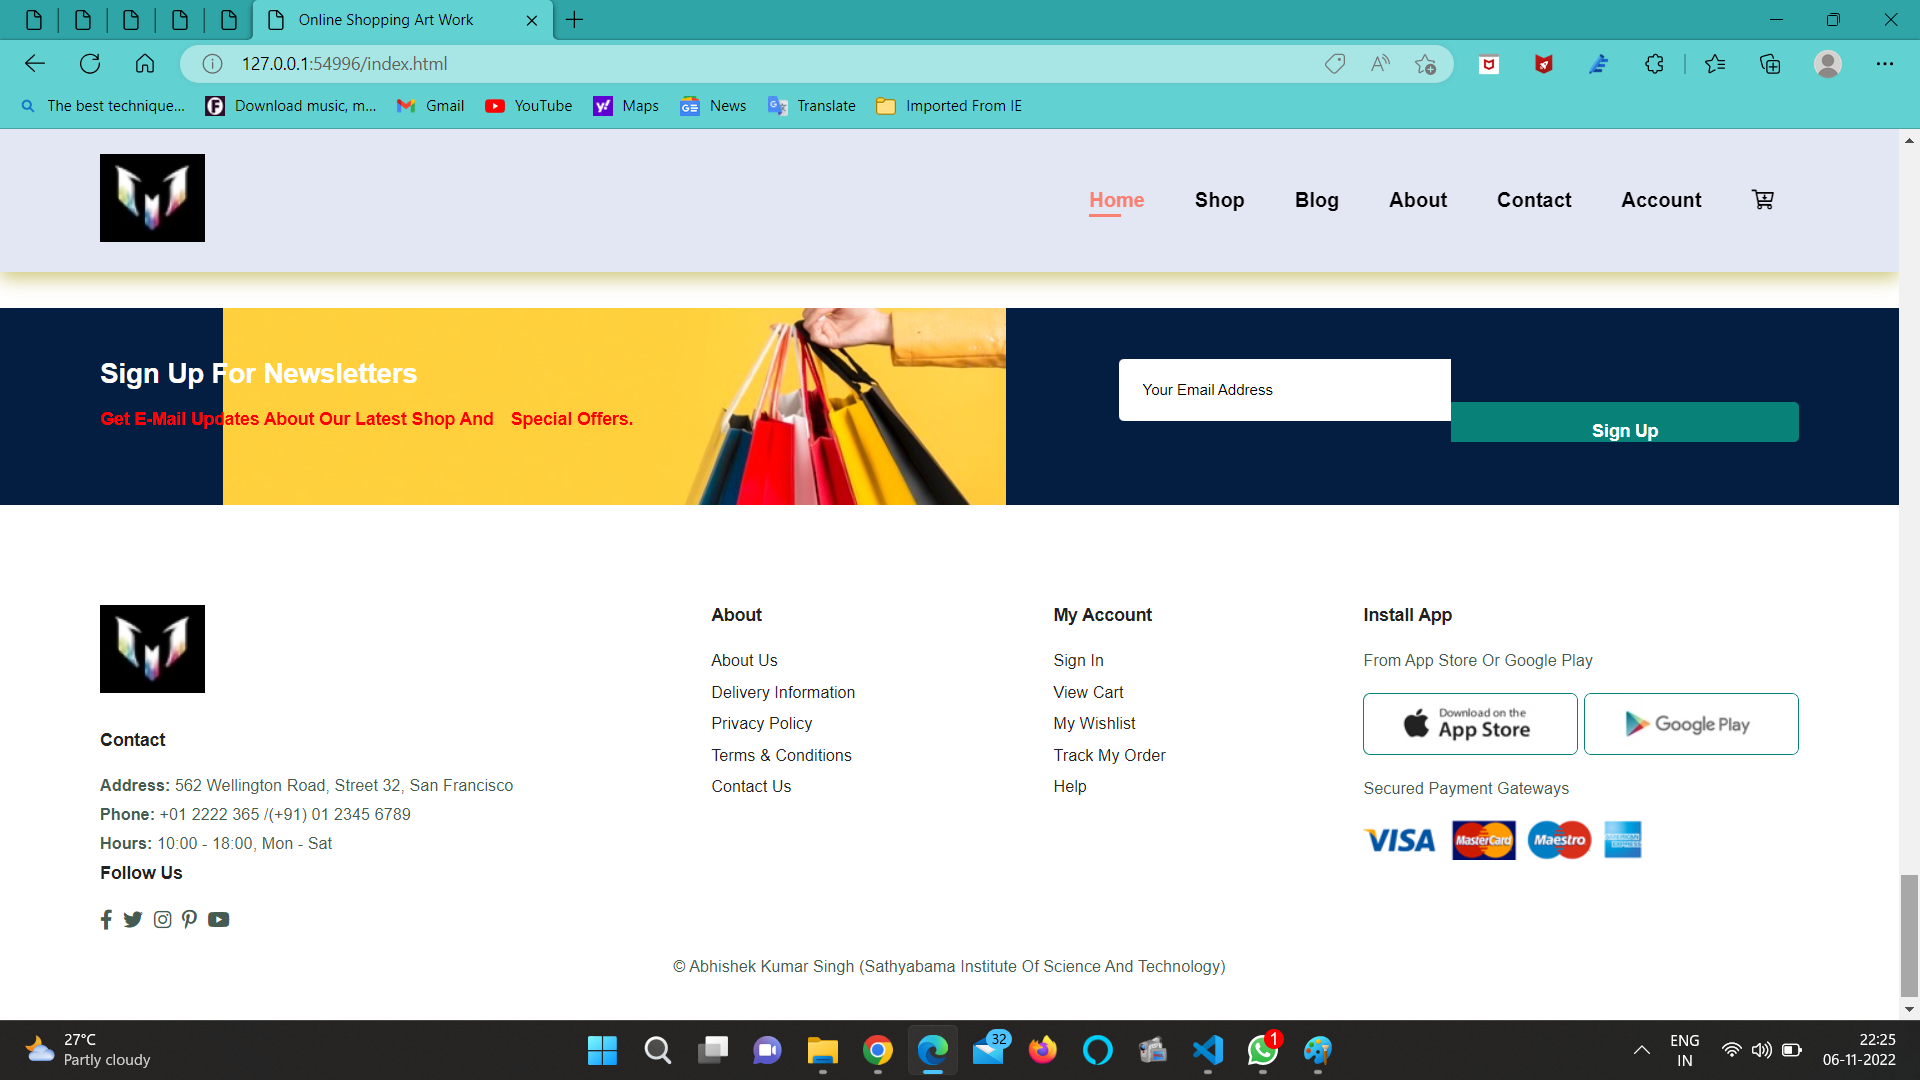 Online Shopping Art Work
127.0.0.1:54996/index.html
The best technique... Download music, m... Gmail YouTube Maps News Translate Imported From IE
Home Shop Blog About Contact Account
Sign Up For Newsletters
Get E-Mail Updates About Our Latest Shop And Special Offers.
Your Email Address
Sign Up
Contact
Address: 562 Wellington Road, Street 32, San Francisco
Phone: +01 2222 365 /(+91) 01 2345 6789
Hours: 10:00 - 18:00, Mon - Sat
Follow Us
About
About Us
Delivery Information
Privacy Policy
Terms & Conditions
Contact Us
My Account
Sign In
View Cart
My Wishlist
Track My Order
Help
Install App
From App Store Or Google Play
Download on the
App Store
Google Play
Secured Payment Gateways
VISA MasterCard Maestro AMERICAN EXPRESS
© Abhishek Kumar Singh (Sathyabama Institute Of Science And Technology)
27°C
Partly cloudy
32
1
ENG
IN
22:25
06-11-2022